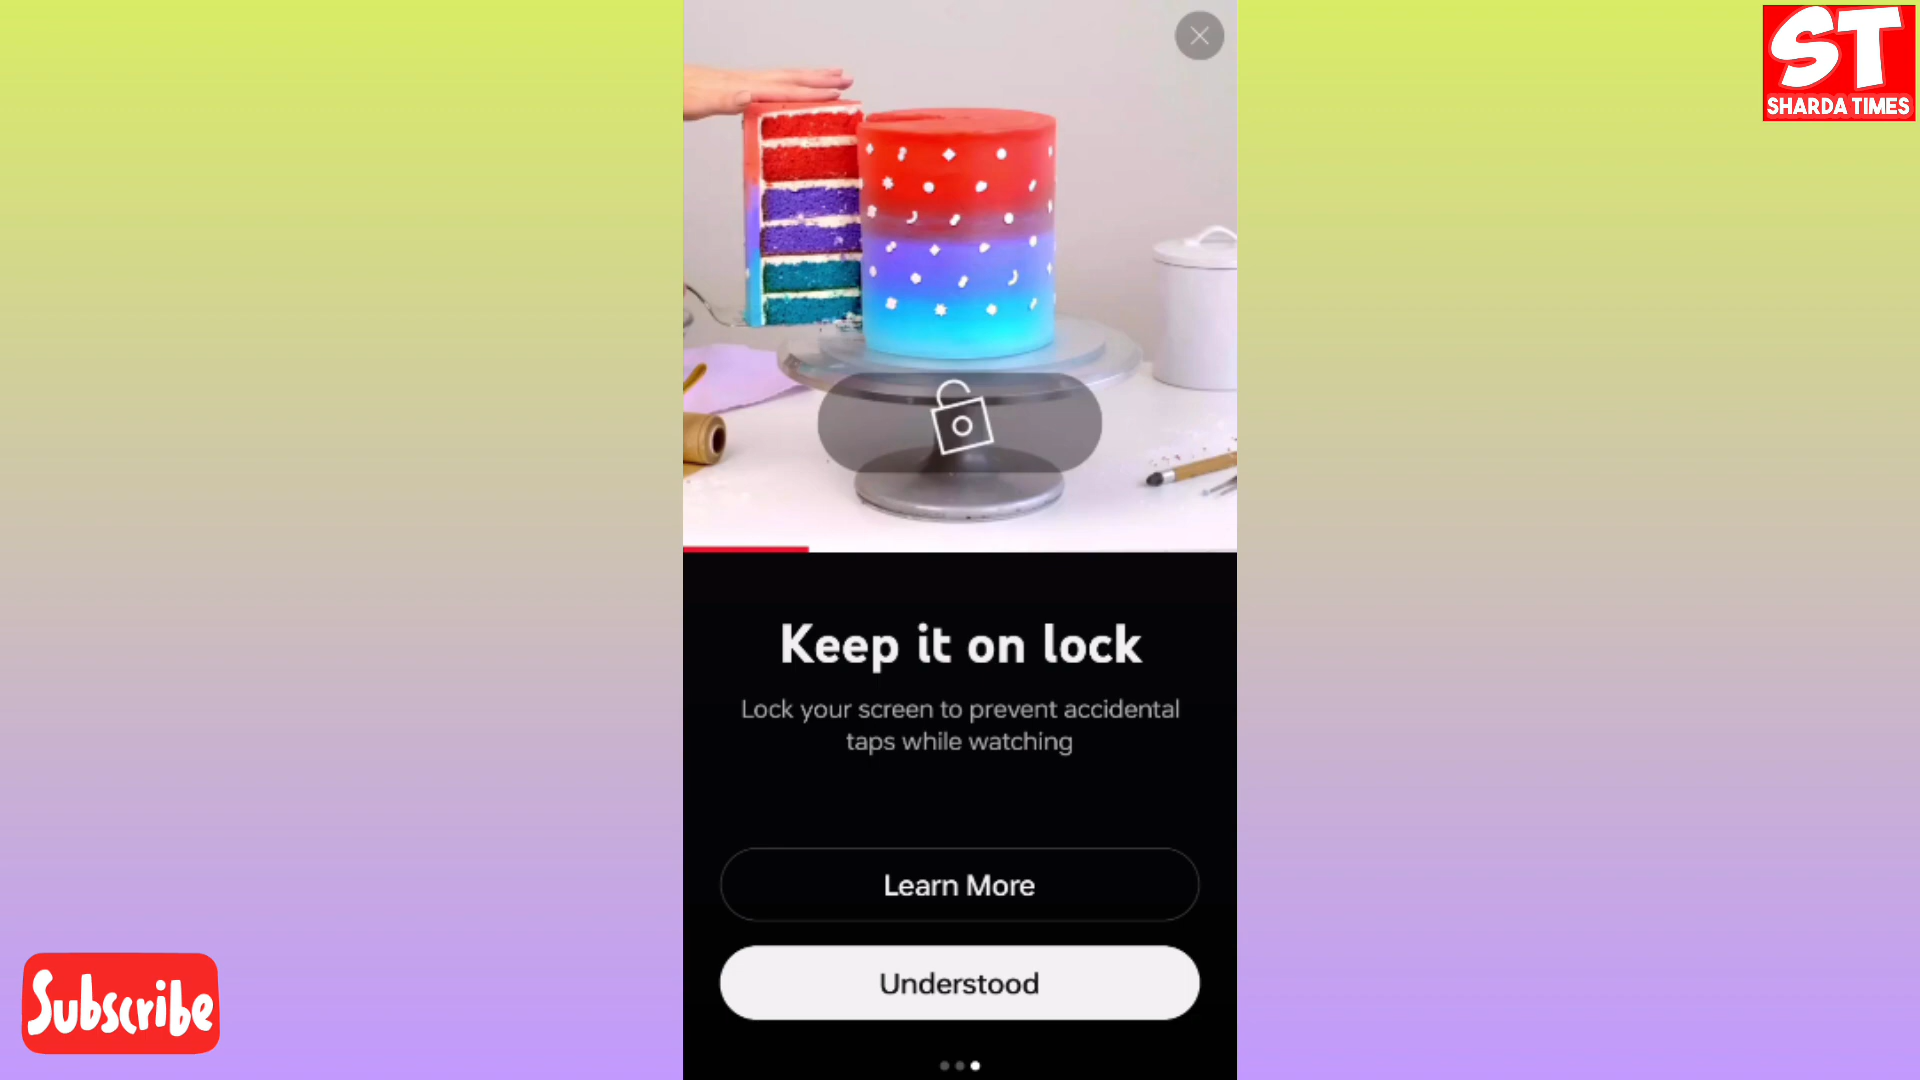 ST
SHARDA TIMES
Keep it on lock
Lock your screen to prevent accidental
taps while watching
Learn More
Understood
Subscribe